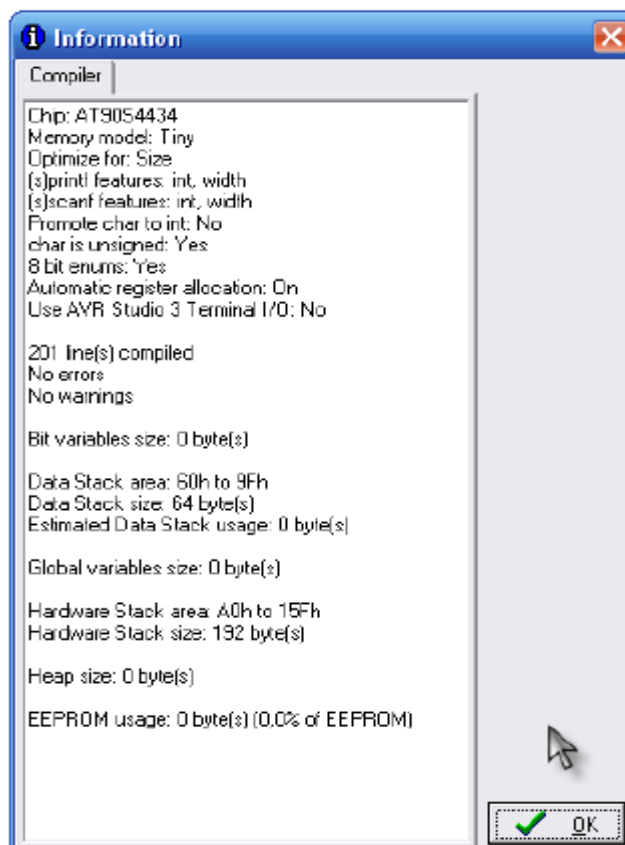 Information
Compiler
Chip: AT90S4434
Memory model: Tiny
Optimize for: Size
(s)printf features: int, width
(s)scanf features: int, width
Promote char to int: No
char is unsigned: Yes
8 bit enums: Yes
Automatic register allocation: On
Use AVR Studio 3 Terminal I/O: No
201 line(s) compiled
No errors
No warnings
Bit variables size: 0 byte(s)
Data Stack area: 60h to 9Fh
Data Stack size: 64 byte(s)
Estimated Data Stack usage: 0 byte(s)
Global variables size: 0 byte(s)
Hardware Stack area: A0h to 15Fh
Hardware Stack size: 192 byte(s)
Heap size: 0 byte(s)
EEPROM usage: 0 byte(s) (0,0% of EEPROM)
OK